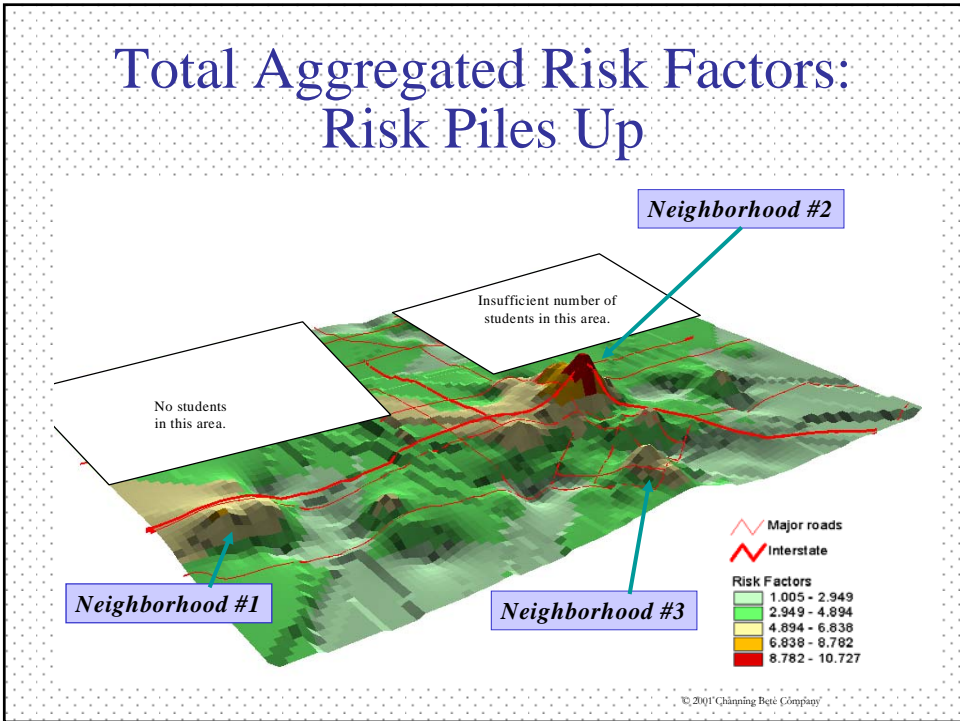 Total Aggregated Risk Factors:
Risk Piles Up
Neighborhood #2
Insufficient number of
students in this area.
No students
in this area.
Neighborhood #1
Neighborhood #3
Major roads
Interstate
Risk Factors
1.005 - 2.949
2.949 - 4.894
4.894 - 6.838
6.838 - 8.782
8.782 - 10.727
© 2001 Channing Bete Company